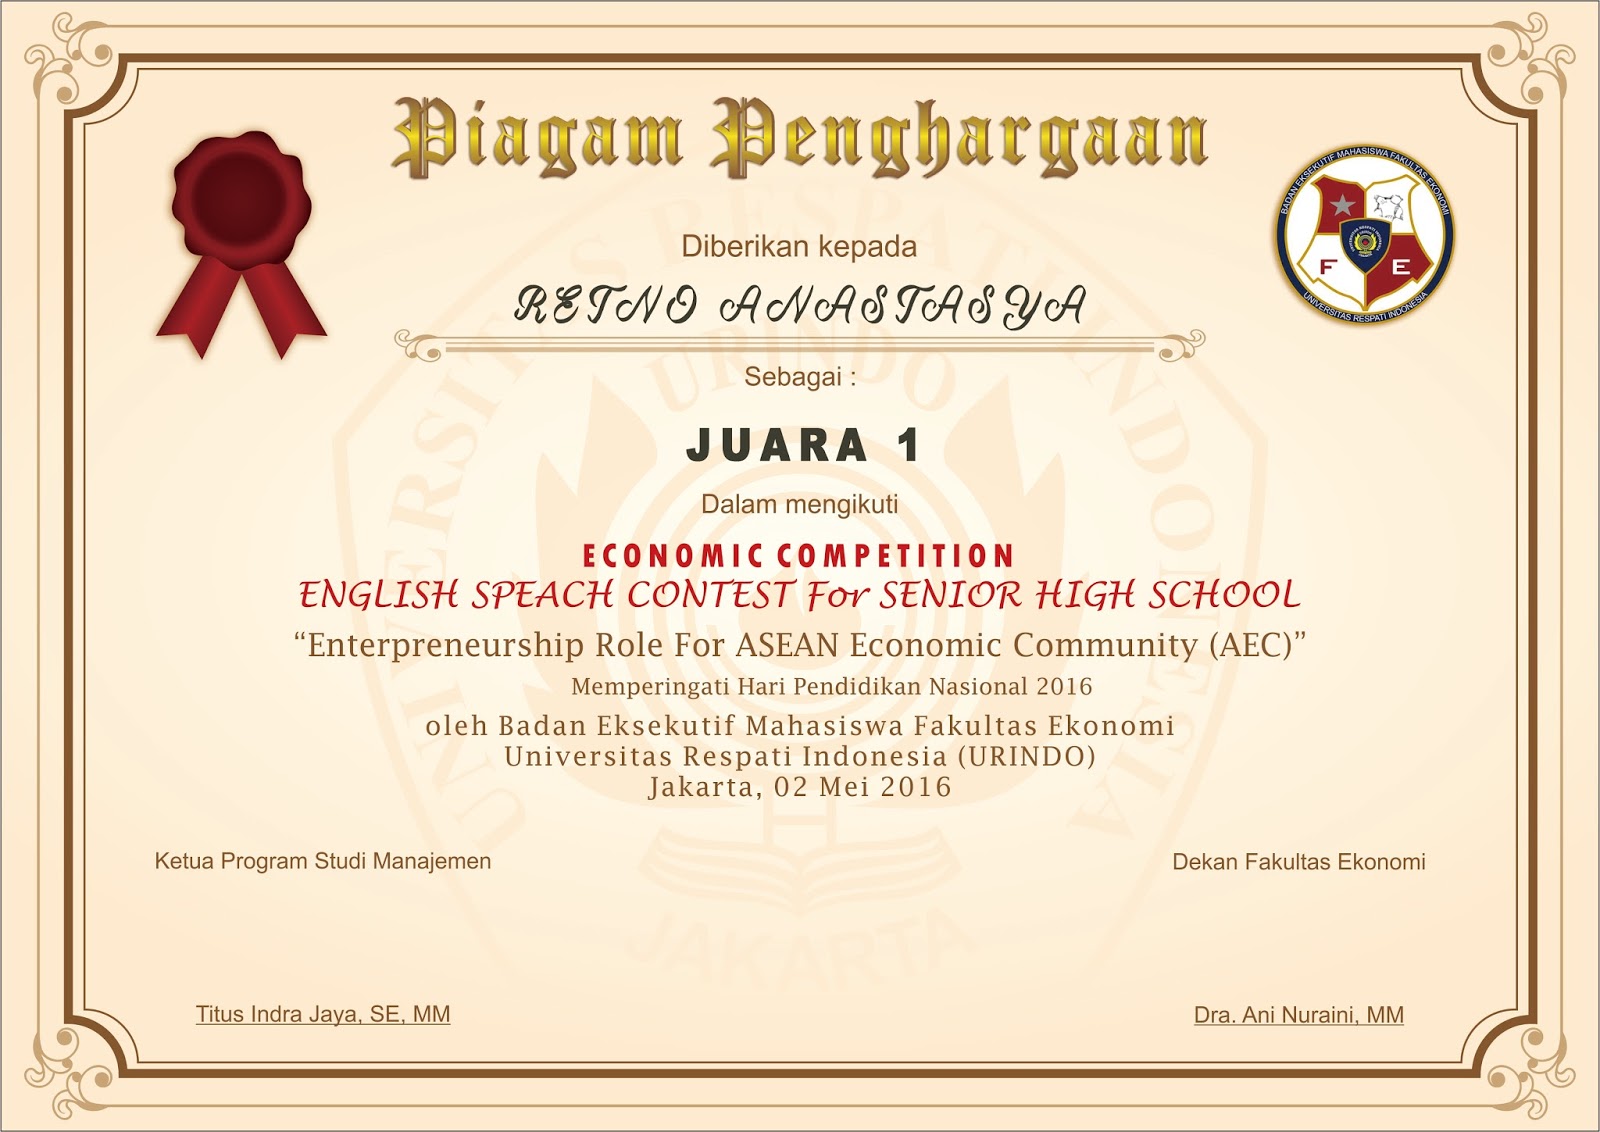 Piagam Penghargaan
BADAN EKSEKUTIF MAHASISWA FAKULTAS EKONOMI
F E
UNIVERSITAS RESPATI INDONESIA
Diberikan kepada
RETNO ANASTASYA
Sebagai :
JUARA 1
Dalam mengikuti
ECONOMIC COMPETITION
ENGLISH SPEACH CONTEST For SENIOR HIGH SCHOOL
“Enterpreneurship Role For ASEAN Economic Community (AEC)”
Memperingati Hari Pendidikan Nasional 2016
oleh Badan Eksekutif Mahasiswa Fakultas Ekonomi
Universitas Respati Indonesia (URINDO)
Jakarta, 02 Mei 2016
Ketua Program Studi Manajemen
Dekan Fakultas Ekonomi
Titus Indra Jaya, SE, MM
Dra. Ani Nuraini, MM
UNIVERSITAS RESPATI INDONESIA
URINDO
JAKARTA